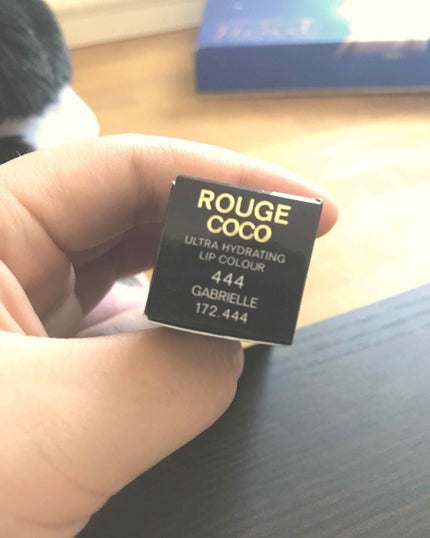 ROUGE
COCO
ULTRA HYDRATING
LIP COLOUR
444
GABRIELLE
172.444